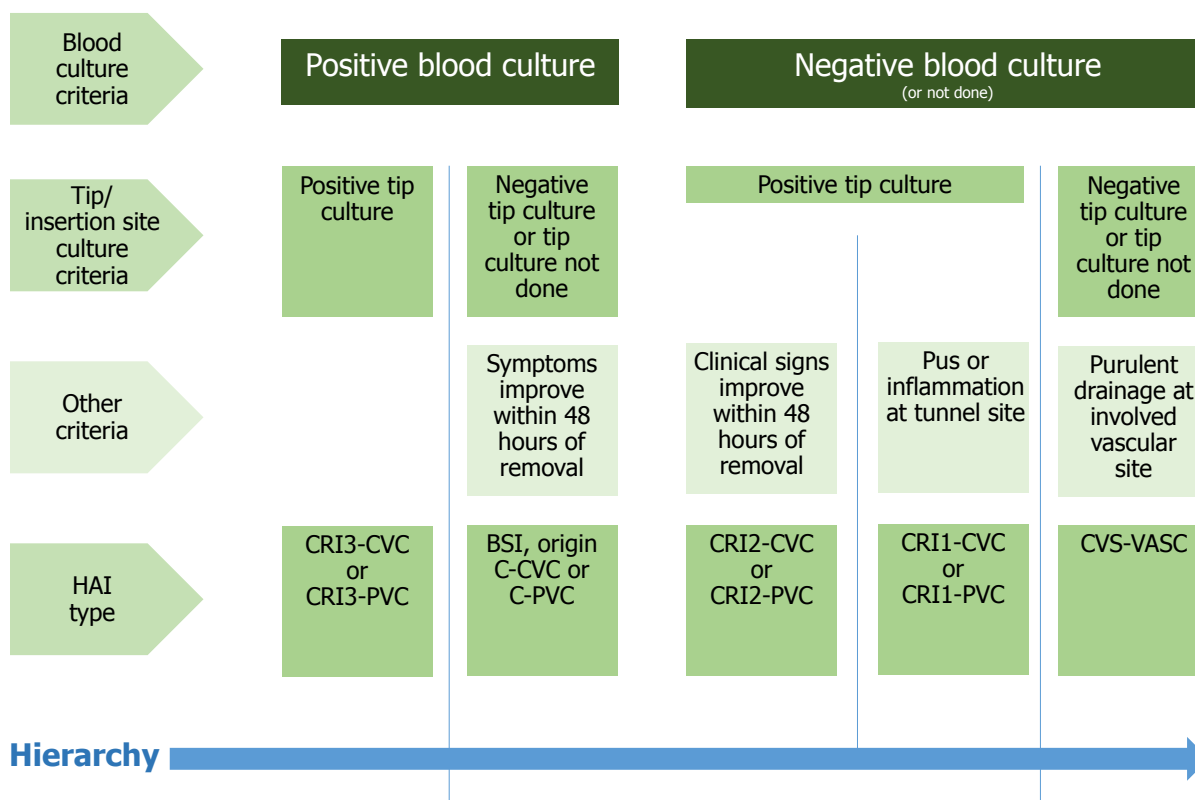 Blood
culture
criteria
Positive blood culture
Negative blood culture
(or not done)
Tip/
insertion site
culture
criteria
Positive tip
culture
Negative
tip culture
or tip
culture not
done
Positive tip culture
Negative
tip culture
or tip
culture not
done
Other
criteria
Symptoms
improve
within 48
hours of
removal
Clinical signs
improve
within 48
hours of
removal
Pus or
inflammation
at tunnel site
Purulent
drainage at
involved
vascular
site
HAI
type
CRI3-CVC
or
CRI3-PVC
BSI, origin
C-CVC or
C-PVC
CRI2-CVC
or
CRI2-PVC
CRI1-CVC
or
CRI1-PVC
CVS-VASC
Hierarchy